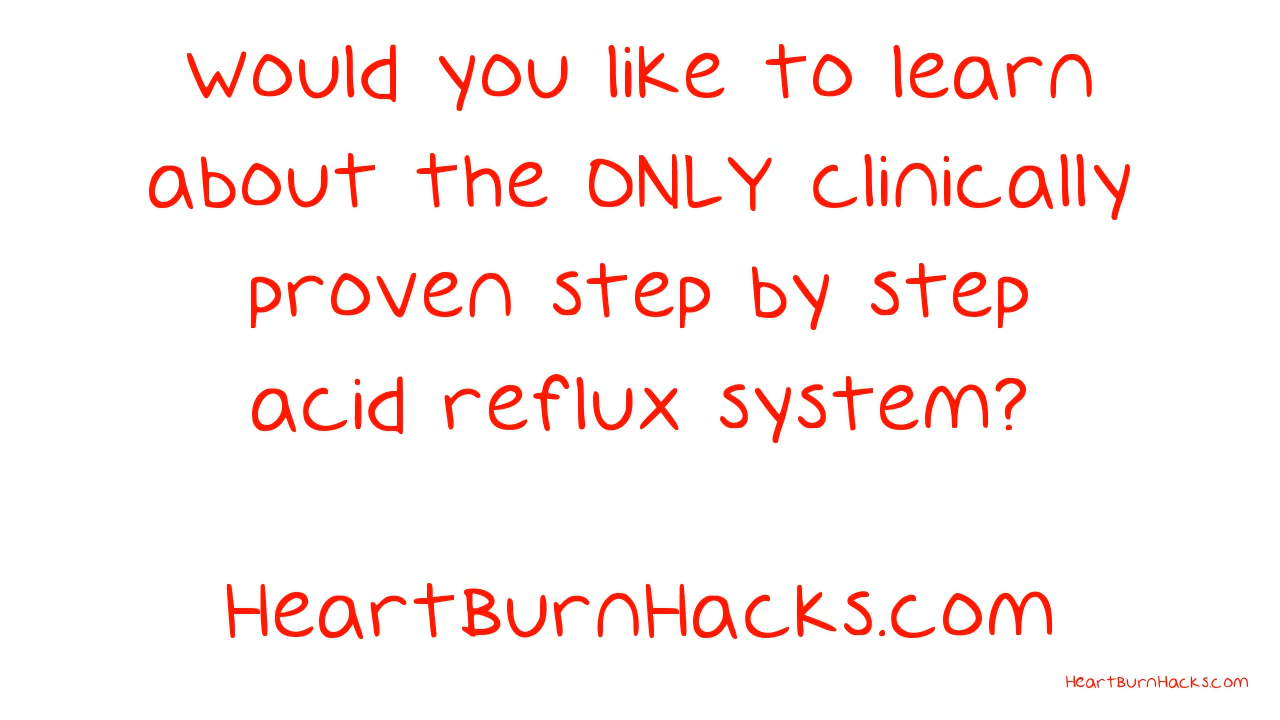 Would you like to learn
about the ONLY clinically
proven step by step
acid reflux system?
HeartBurnHacks.com
HeartBurnHacks.com